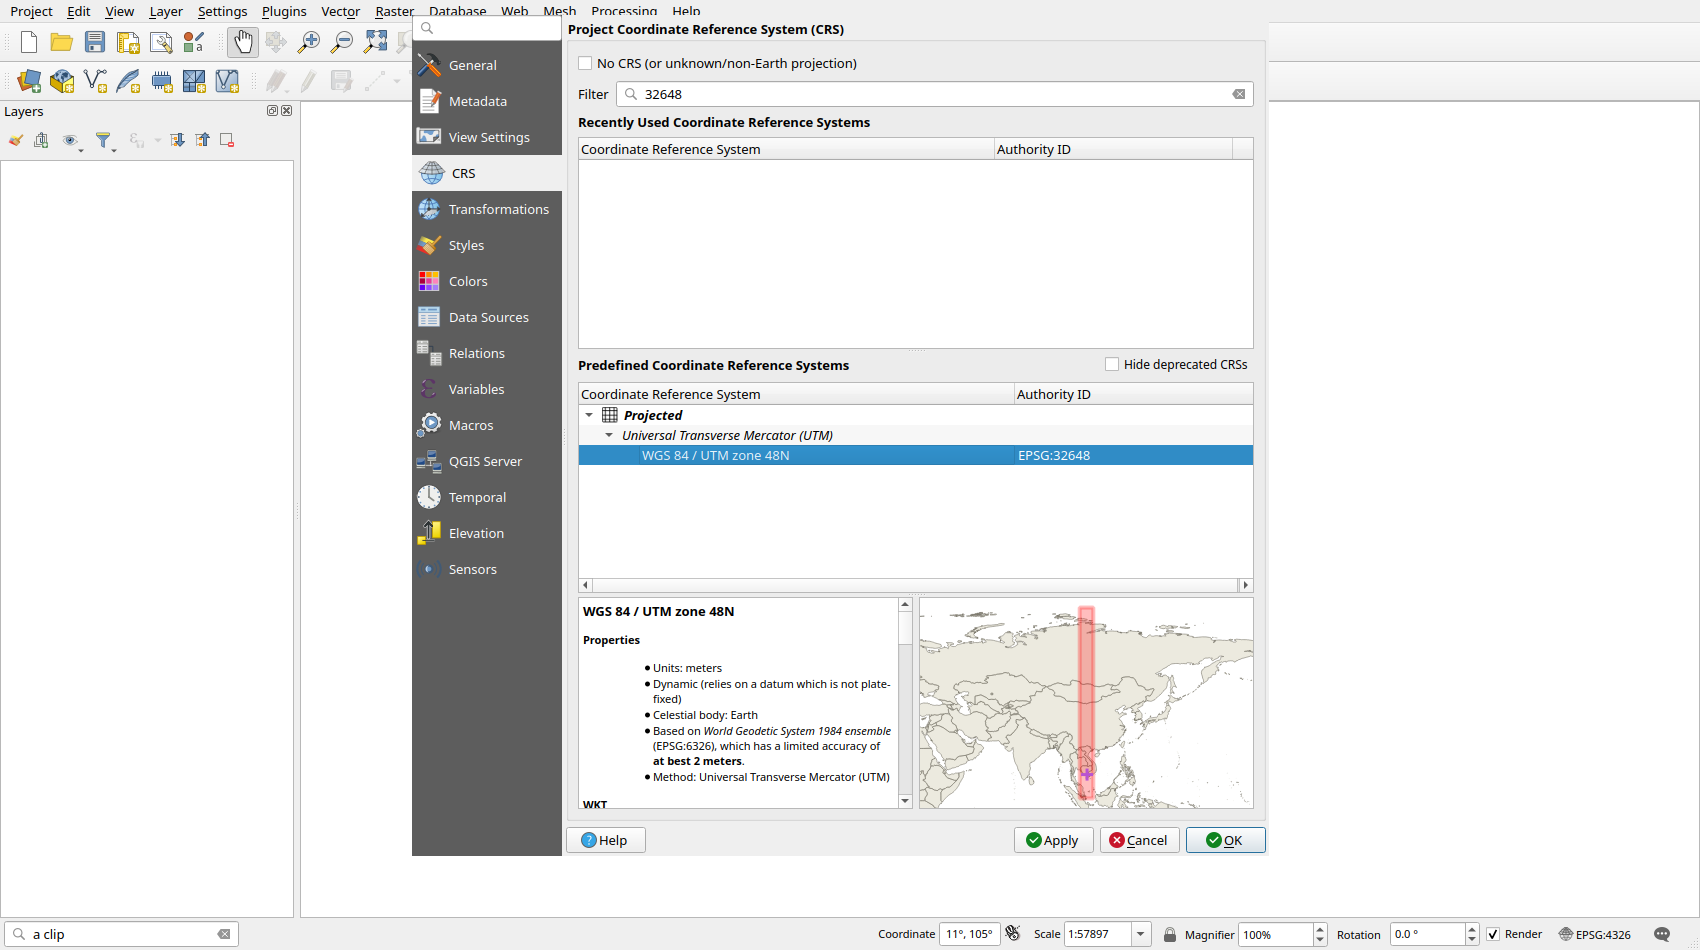 Project Edit View Layer Settings Plugins Vector Raster Database Web Mesh Processing Help
Layers
General
Metadata
View Settings
CRS
Transformations
Styles
Colors
Data Sources
Relations
Variables
Macros
QGIS Server
Temporal
Elevation
Sensors
Project Coordinate Reference System (CRS)
No CRS (or unknown/non-Earth projection)
Filter 32648
Recently Used Coordinate Reference Systems
Coordinate Reference System Authority ID
Predefined Coordinate Reference Systems Hide deprecated CRSs
Coordinate Reference System Authority ID
Projected
Universal Transverse Mercator (UTM)
WGS 84 / UTM zone 48N EPSG:32648
WGS 84 / UTM zone 48N
Properties
Units: meters
Dynamic (relies on a datum which is not plate-
fixed)
Celestial body: Earth
Based on World Geodetic System 1984 ensemble
(EPSG:6326), which has a limited accuracy of
at best 2 meters.
Method: Universal Transverse Mercator (UTM)
WKT
Help Apply Cancel OK
a clip Coordinate 11°, 105° Scale 1:57897 Magnifier 100% Rotation 0.0 ° Render EPSG:4326